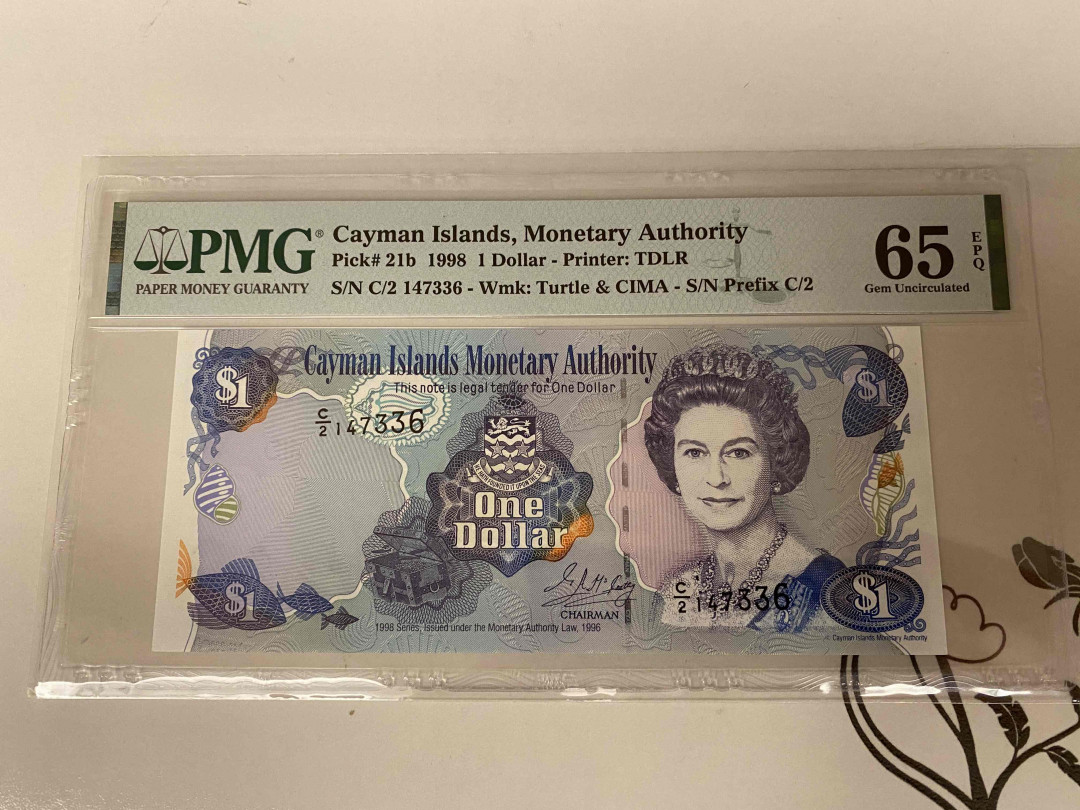 PMG®
PAPER MONEY GUARANTY
Cayman Islands, Monetary Authority
Pick# 21b 1998 1 Dollar - Printer: TDLR
S/N C/2 147336 - Wmk: Turtle & CIMA - S/N Prefix C/2
65
EPQ
Gem Uncirculated
Cayman Islands Monetary Authority
This note is legal tender for One Dollar
$1
$1
C/2 147336
One
Dollar
$1
CHAIRMAN
C/2 147336
$1
1998 Series, Issued under the Monetary Authority Law, 1996
Cayman Islands Monetary Authority